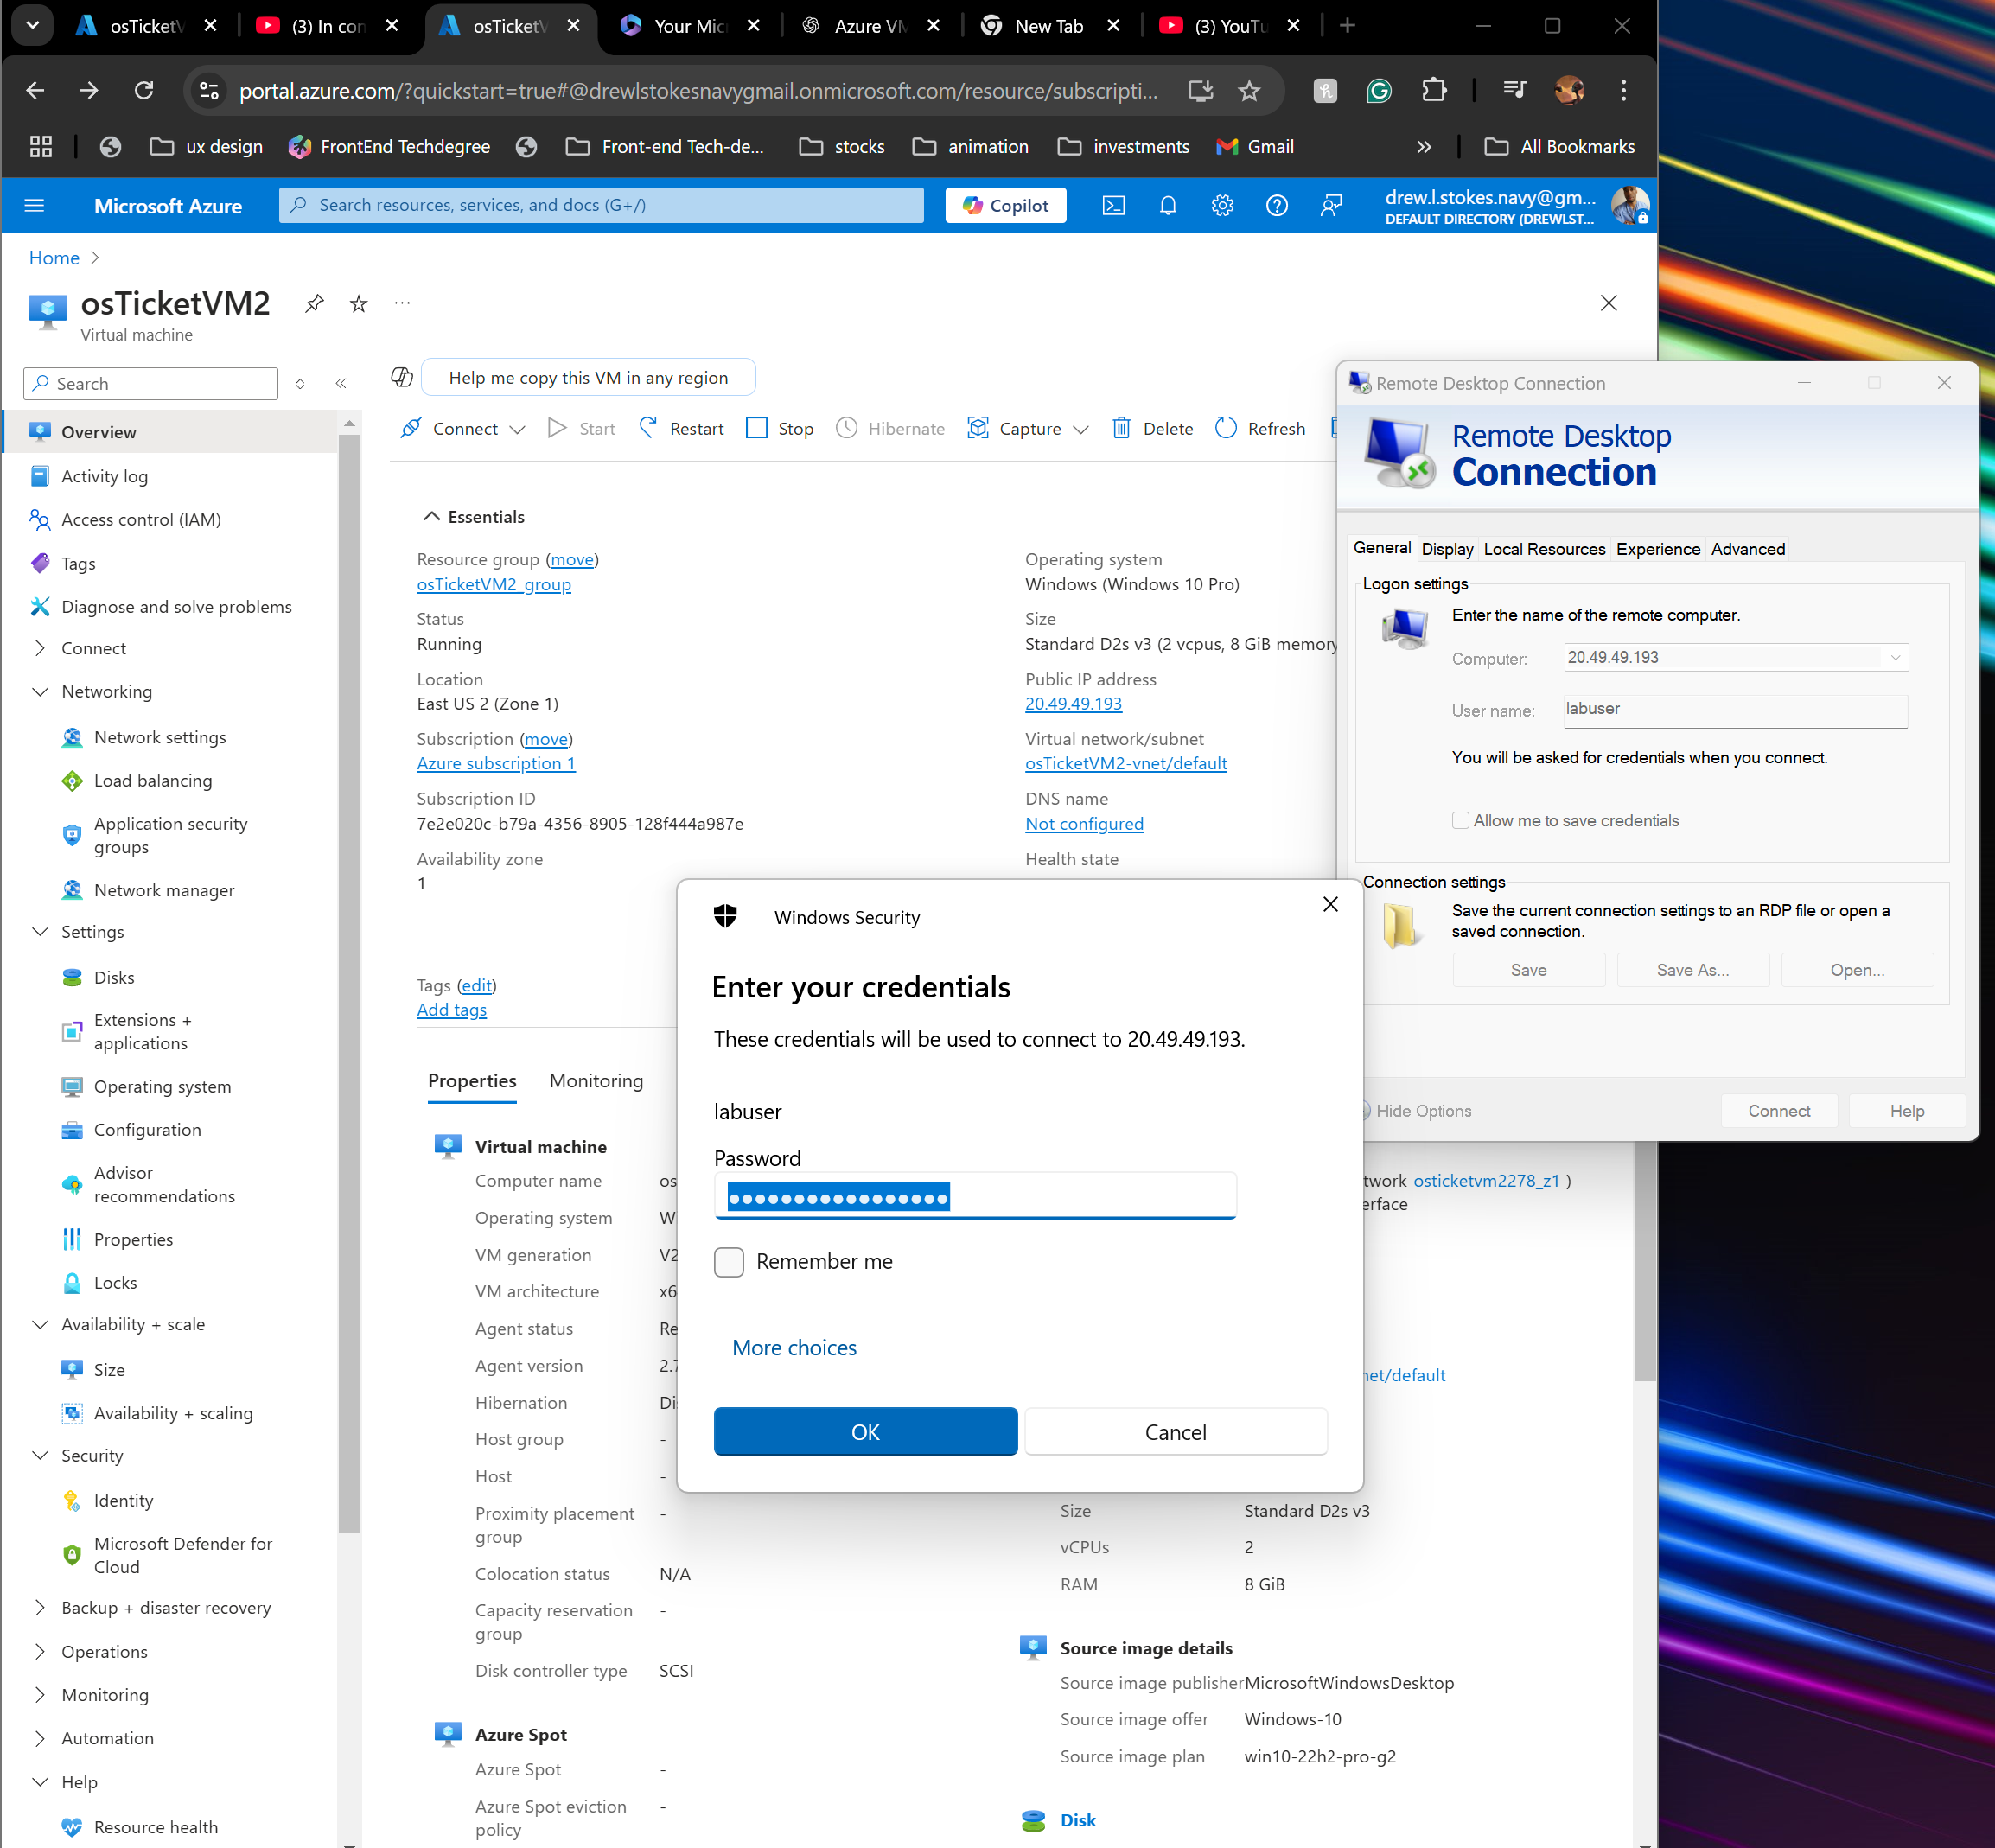 osTicketV
(3) In con
osTicketV
Your Mic
Azure VM
New Tab
(3) YouTu
portal.azure.com/?quickstart=true#@drewlstokesnavygmail.onmicrosoft.com/resource/subscripti...
ux design
FrontEnd Techdegree
Front-end Tech-de...
stocks
animation
investments
Gmail
All Bookmarks
Microsoft Azure
Search resources, services, and docs (G+/)
Copilot
drew.l.stokes.navy@gm...
DEFAULT DIRECTORY (DREWLST...
Home
osTicketVM2
Virtual machine
Search
Overview
Activity log
Access control (IAM)
Tags
Diagnose and solve problems
Connect
Networking
Network settings
Load balancing
Application security
groups
Network manager
Settings
Disks
Extensions +
applications
Operating system
Configuration
Advisor
recommendations
Properties
Locks
Availability + scale
Size
Availability + scaling
Security
Identity
Microsoft Defender for
Cloud
Backup + disaster recovery
Operations
Monitoring
Automation
Help
Resource health
Help me copy this VM in any region
Connect
Start
Restart
Stop
Hibernate
Capture
Delete
Refresh
Essentials
Resource group (move)
osTicketVM2_group
Status
Running
Location
East US 2 (Zone 1)
Subscription (move)
Azure subscription 1
Subscription ID
7e2e020c-b79a-4356-8905-128f444a987e
Availability zone
1
Operating system
Windows (Windows 10 Pro)
Size
Standard D2s v3 (2 vcpus, 8 GiB memory
Public IP address
20.49.49.193
Virtual network/subnet
osTicketVM2-vnet/default
DNS name
Not configured
Health state
Tags (edit)
Add tags
Properties
Monitoring
Virtual machine
Computer name os
Operating system W
VM generation V2
VM architecture x6
Agent status Re
Agent version 2.7
Hibernation Di
Host group -
Host -
Proximity placement -
group
Colocation status N/A
Capacity reservation -
group
Disk controller type SCSI
Azure Spot
Azure Spot -
Azure Spot eviction -
policy
twork osticketvm2278_z1 )
erface
net/default
Size Standard D2s v3
vCPUs 2
RAM 8 GiB
Source image details
Source image publisher MicrosoftWindowsDesktop
Source image offer Windows-10
Source image plan win10-22h2-pro-g2
Disk
Windows Security
Enter your credentials
These credentials will be used to connect to 20.49.49.193.
labuser
Password
Remember me
More choices
OK
Cancel
Remote Desktop Connection
Remote Desktop
Connection
General
Display
Local Resources
Experience
Advanced
Logon settings
Enter the name of the remote computer.
Computer: 20.49.49.193
User name: labuser
You will be asked for credentials when you connect.
Allow me to save credentials
Connection settings
Save the current connection settings to an RDP file or open a
saved connection.
Save
Save As...
Open...
Hide Options
Connect
Help